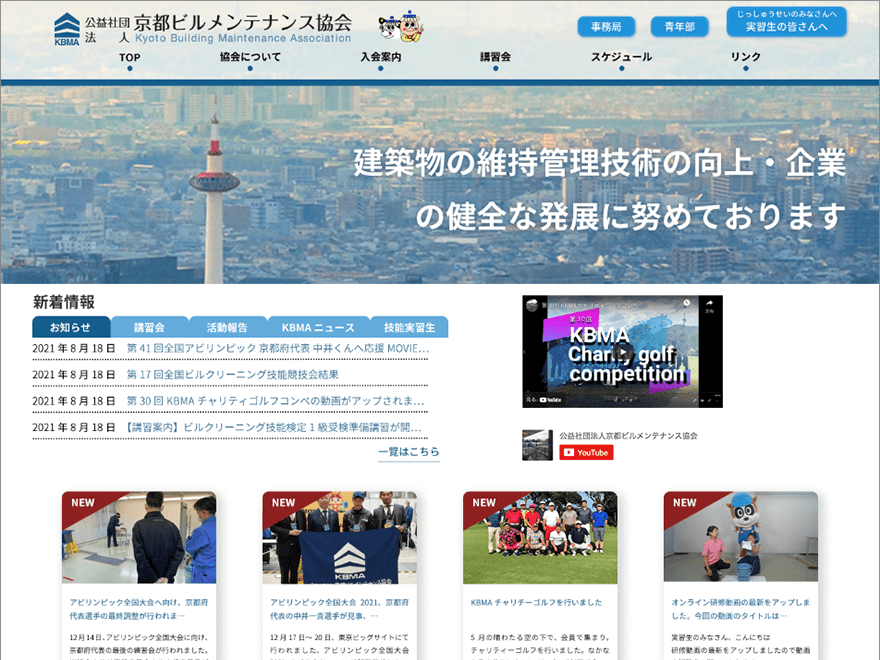 公益社団法人 京都ビルメンテナンス協会
KBMA
Kyoto Building Maintenance Association
事務局
青年部
じっしゅうせいのみなさんへ
実習生の皆さんへ
TOP 協会について 入会案内 講習会 スケジュール リンク
建築物の維持管理技術の向上・企業
の健全な発展に努めております
新着情報
お知らせ 講習会 活動報告 KBMA ニュース 技能実習生
2021 年 8 月 18 日 第 41 回全国アビリンピック 京都府代表 中井くんへ応援 MOVIE…
2021 年 8 月 18 日 第 17 回全国ビルクリーニング技能競技会結果
2021 年 8 月 18 日 第 30 回 KBMA チャリティゴルフコンペの動画がアップされま…
2021 年 8 月 18 日 【講習案内】ビルクリーニング技能検定 1 級受検準備講習が開…
一覧はこちら
第30回
KBMA
Charity golf
competition
見る YouTube
共有
公益社団法人京都ビルメンテナンス協会
YouTube
NEW
アビリンピック全国大会へ向け、京都府
代表選手の最終調整が行われま…
12月14日、アビリンピック全国大会に向け、
京都府代表の最後の練習会が行われました。
NEW
KBMA
アビリンピック全国大会 2021、京都府
代表の中井一貴選手が見事、…
12 月 17 日〜 20 日、東京ビッグサイトにて
行われました、アビリンピック全国大会
NEW
KBMA チャリチーゴルフを行いました
5 月の晴わたる空の下で、会員で集まり。
チャリティーゴルフを行いました。なかな
NEW
オンライン研修動画の最新をアップしま
した。今回の動画のタイトルは…
実習生のみなさん、こんにちは
研修動画の最新をアップしましたので動画